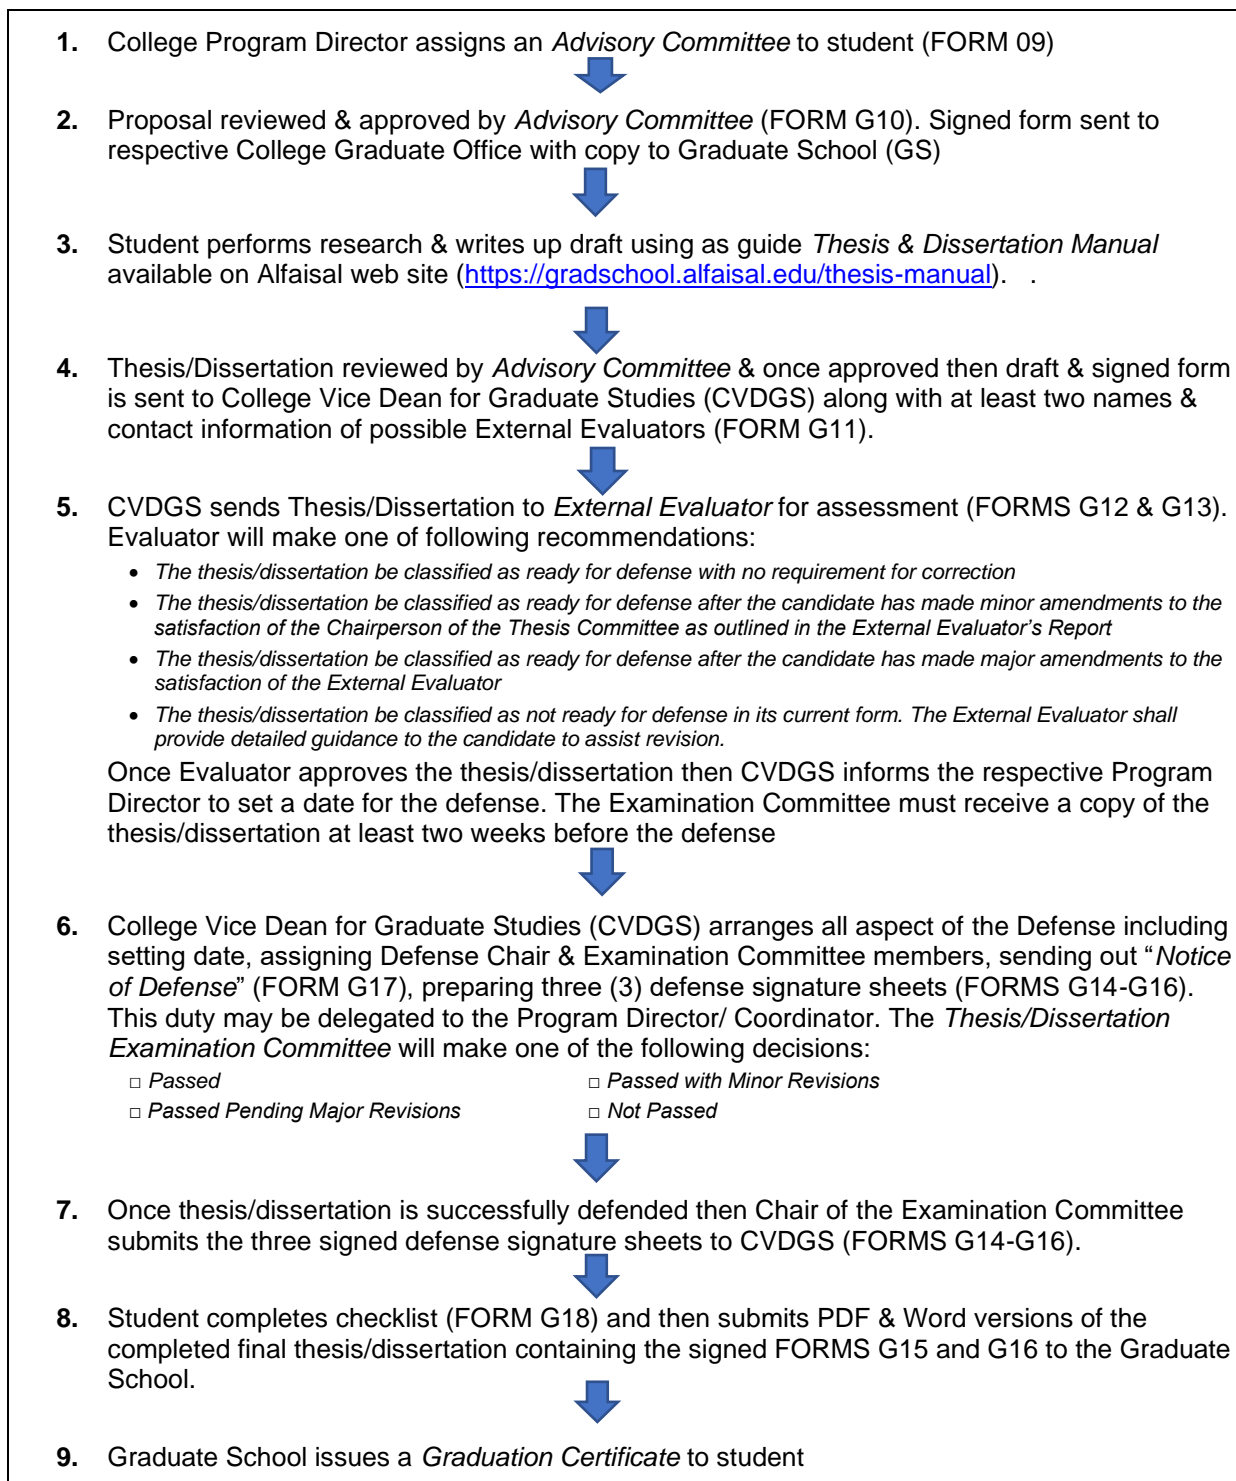 1. College Program Director assigns an Advisory Committee to student (FORM 09)
2. Proposal reviewed & approved by Advisory Committee (FORM G10). Signed form sent to
respective College Graduate Office with copy to Graduate School (GS)
3. Student performs research & writes up draft using as guide Thesis & Dissertation Manual
available on Alfaisal web site (https://gradschool.alfaisal.edu/thesis-manual). .
4. Thesis/Dissertation reviewed by Advisory Committee & once approved then draft & signed form
is sent to College Vice Dean for Graduate Studies (CVDGS) along with at least two names &
contact information of possible External Evaluators (FORM G11).
5. CVDGS sends Thesis/Dissertation to External Evaluator for assessment (FORMS G12 & G13).
Evaluator will make one of following recommendations:
• The thesis/dissertation be classified as ready for defense with no requirement for correction
• The thesis/dissertation be classified as ready for defense after the candidate has made minor amendments to the
satisfaction of the Chairperson of the Thesis Committee as outlined in the External Evaluator's Report
• The thesis/dissertation be classified as ready for defense after the candidate has made major amendments to the
satisfaction of the External Evaluator
• The thesis/dissertation be classified as not ready for defense in its current form. The External Evaluator shall
provide detailed guidance to the candidate to assist revision.
Once Evaluator approves the thesis/dissertation then CVDGS informs the respective Program
Director to set a date for the defense. The Examination Committee must receive a copy of the
thesis/dissertation at least two weeks before the defense
6. College Vice Dean for Graduate Studies (CVDGS) arranges all aspect of the Defense including
setting date, assigning Defense Chair & Examination Committee members, sending out “Notice
of Defense” (FORM G17), preparing three (3) defense signature sheets (FORMS G14-G16).
This duty may be delegated to the Program Director/ Coordinator. The Thesis/Dissertation
Examination Committee will make one of the following decisions:
□ Passed □ Passed with Minor Revisions
□ Passed Pending Major Revisions □ Not Passed
7. Once thesis/dissertation is successfully defended then Chair of the Examination Committee
submits the three signed defense signature sheets to CVDGS (FORMS G14-G16).
8. Student completes checklist (FORM G18) and then submits PDF & Word versions of the
completed final thesis/dissertation containing the signed FORMS G15 and G16 to the Graduate
School.
9. Graduate School issues a Graduation Certificate to student